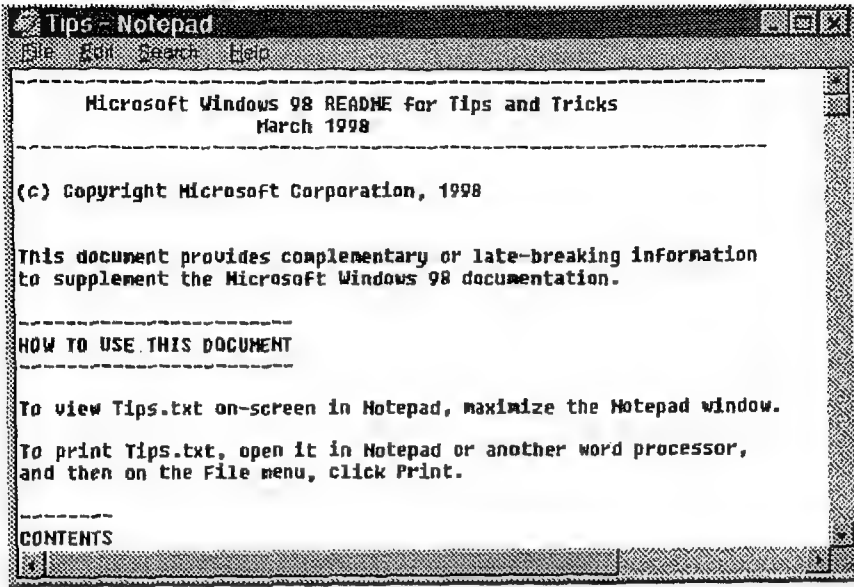 Tips - Notepad
File Edit Search Help
Microsoft Windows 98 README for Tips and Tricks
March 1998
(c) Copyright Microsoft Corporation, 1998
This document provides complementary or late-breaking information
to supplement the Microsoft Windows 98 documentation.
HOW TO USE THIS DOCUMENT
To view Tips.txt on-screen in Notepad, maximize the Notepad window.
To print Tips.txt, open it in Notepad or another word processor,
and then on the File menu, click Print.
CONTENTS